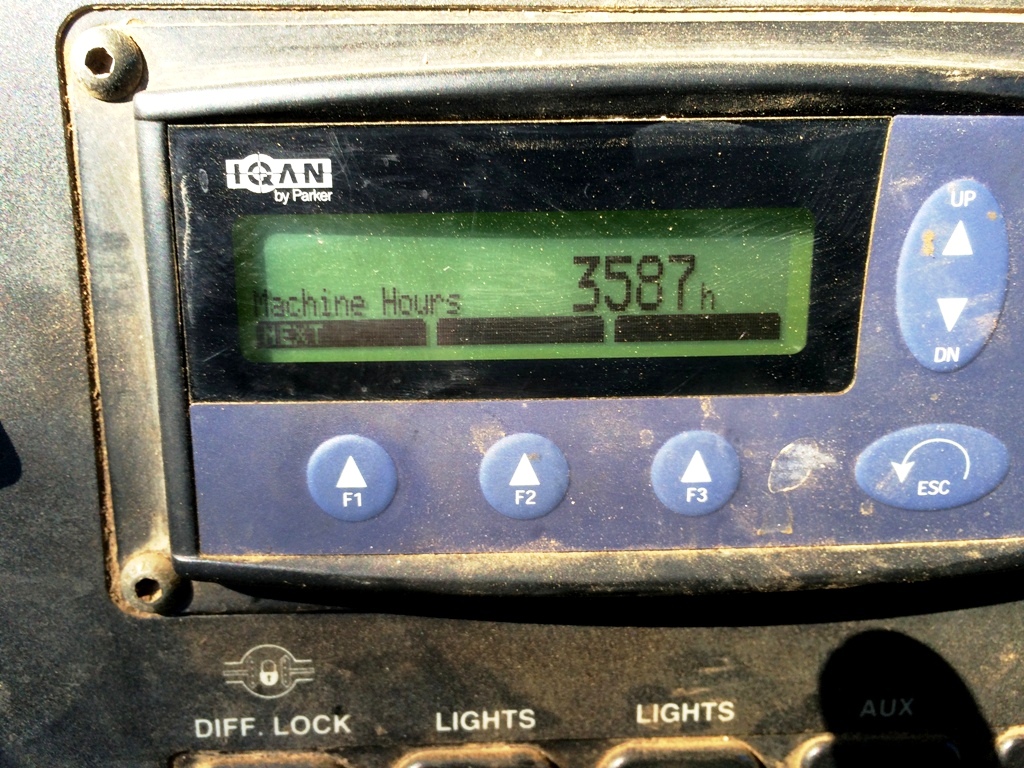 IQAN
by Parker
UP
Machine Hours 3587h
NEXT
DN
F1 F2 F3 ESC
DIFF. LOCK LIGHTS LIGHTS AUX